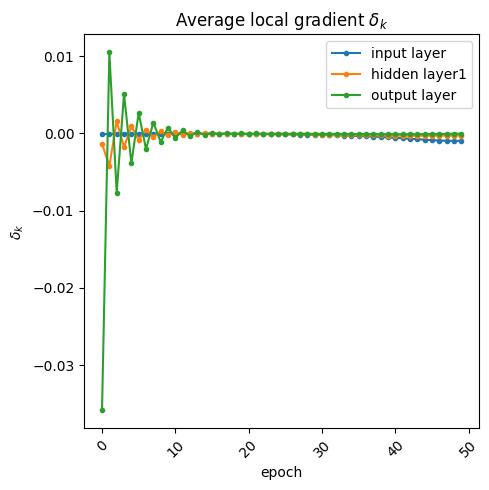 Average local gradient δₖ
input layer
hidden layer1
output layer
0.01
0.00
−0.01
−0.02
−0.03
δₖ
0
10
20
30
40
50
epoch